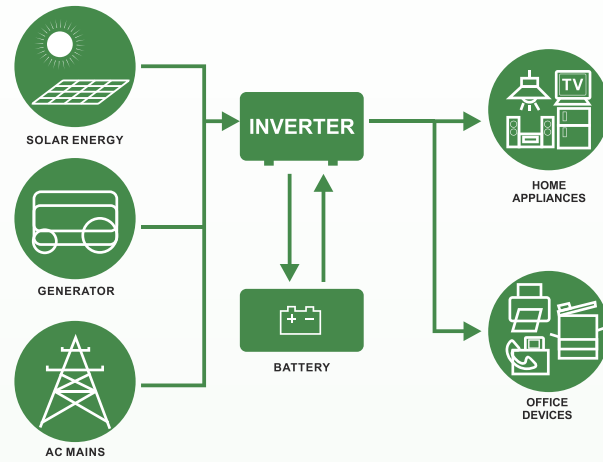 SOLAR ENERGY
GENERATOR
AC MAINS
INVERTER
BATTERY
TV
HOME
APPLIANCES
OFFICE
DEVICES